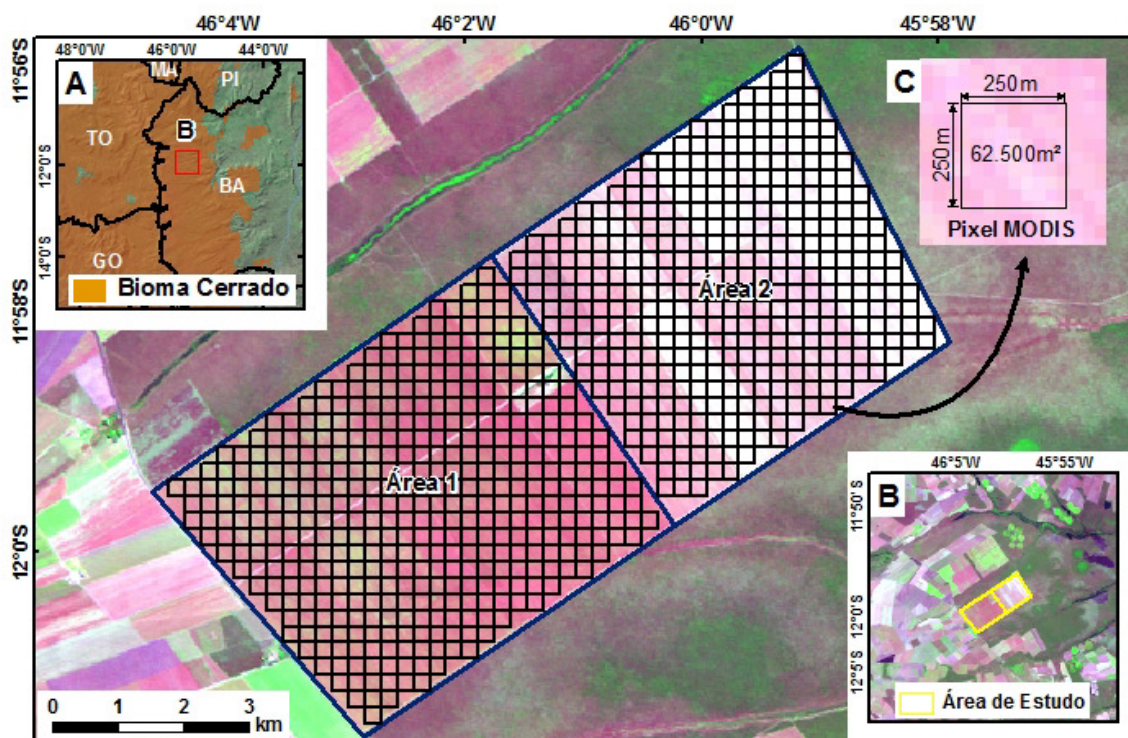 46°4'W 46°2'W 46°0'W 45°58'W
11°56'S
11°58'S
12°0'S
A
48°0'W 46°0'W 44°0'W
12°0'S
14°0'S
MA
PI
TO
B
BA
GO
Bioma Cerrado
C
250m
250m
62.500m²
Pixel MODIS
Área 2
Área 1
B
46°5'W 45°55'W
11°50'S
12°0'S
12°5'S
Área de Estudo
0 1 2 3
km